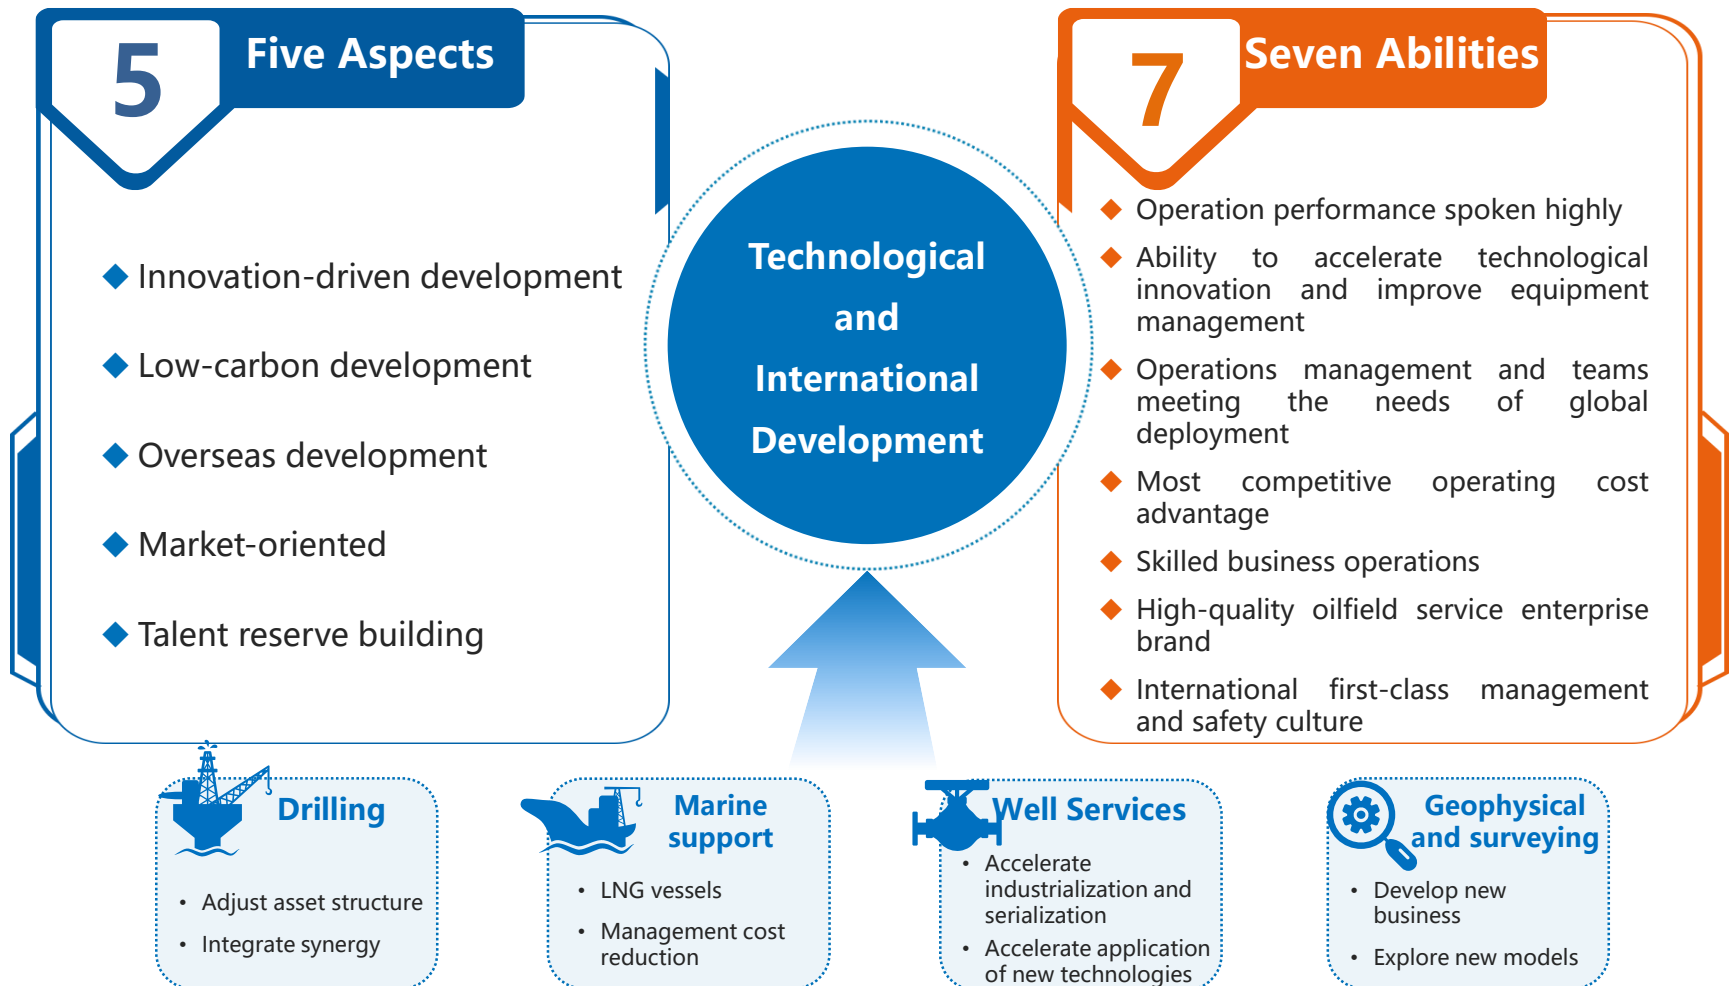 5
Five Aspects
Innovation-driven development
Low-carbon development
Overseas development
Market-oriented
Talent reserve building
Technological
and
International
Development
7
Seven Abilities
Operation performance spoken highly
Ability to accelerate technological
innovation and improve equipment
management
Operations management and teams
meeting the needs of global
deployment
Most competitive operating cost
advantage
Skilled business operations
High-quality oilfield service enterprise
brand
International first-class management
and safety culture
Drilling
• Adjust asset structure
• Integrate synergy
Marine
support
• LNG vessels
• Management cost
reduction
Well Services
• Accelerate
industrialization and
serialization
• Accelerate application
of new technologies
Geophysical
and surveying
• Develop new
business
• Explore new models